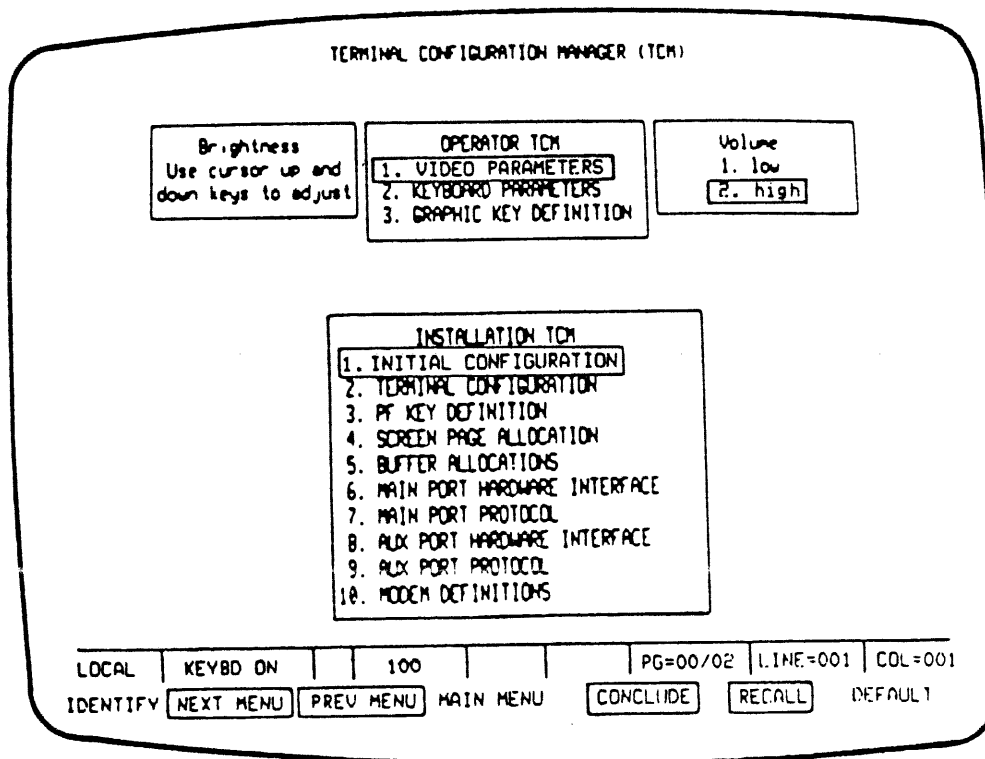 TERMINAL CONFIGURATION MANAGER (TCM)
Brightness
Use cursor up and
down keys to adjust
OPERATOR TCM
1. VIDEO PARAMETERS
2. KEYBOARD PARAMETERS
3. GRAPHIC KEY DEFINITION
Volume
1. low
2. high
INSTALLATION TCM
1. INITIAL CONFIGURATION
2. TERMINAL CONFIGURATION
3. PF KEY DEFINITION
4. SCREEN PAGE ALLOCATION
5. BUFFER ALLOCATIONS
6. MAIN PORT HARDWARE INTERFACE
7. MAIN PORT PROTOCOL
8. AUX PORT HARDWARE INTERFACE
9. AUX PORT PROTOCOL
10. MODEM DEFINITIONS
LOCAL KEYBD ON 100 PG=00/02 LINE=001 COL=001
IDENTIFY NEXT MENU PREV MENU MAIN MENU CONCLUDE RECALL DEFAULT